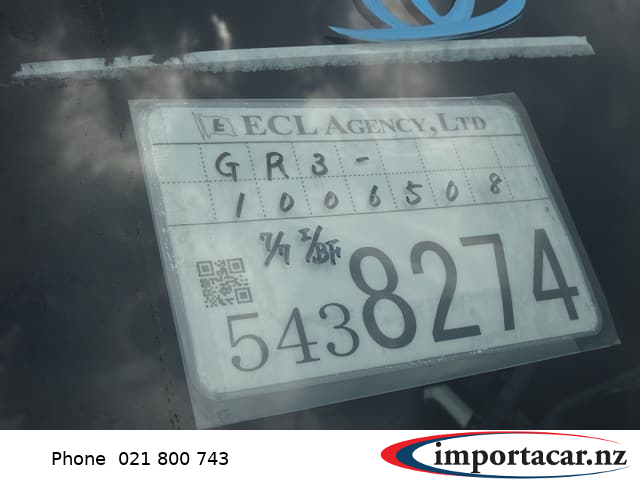 E ECL AGENCY, LTD
GR3-
1006508
7/7
5438274
Phone 021 800 743
importacar.nz